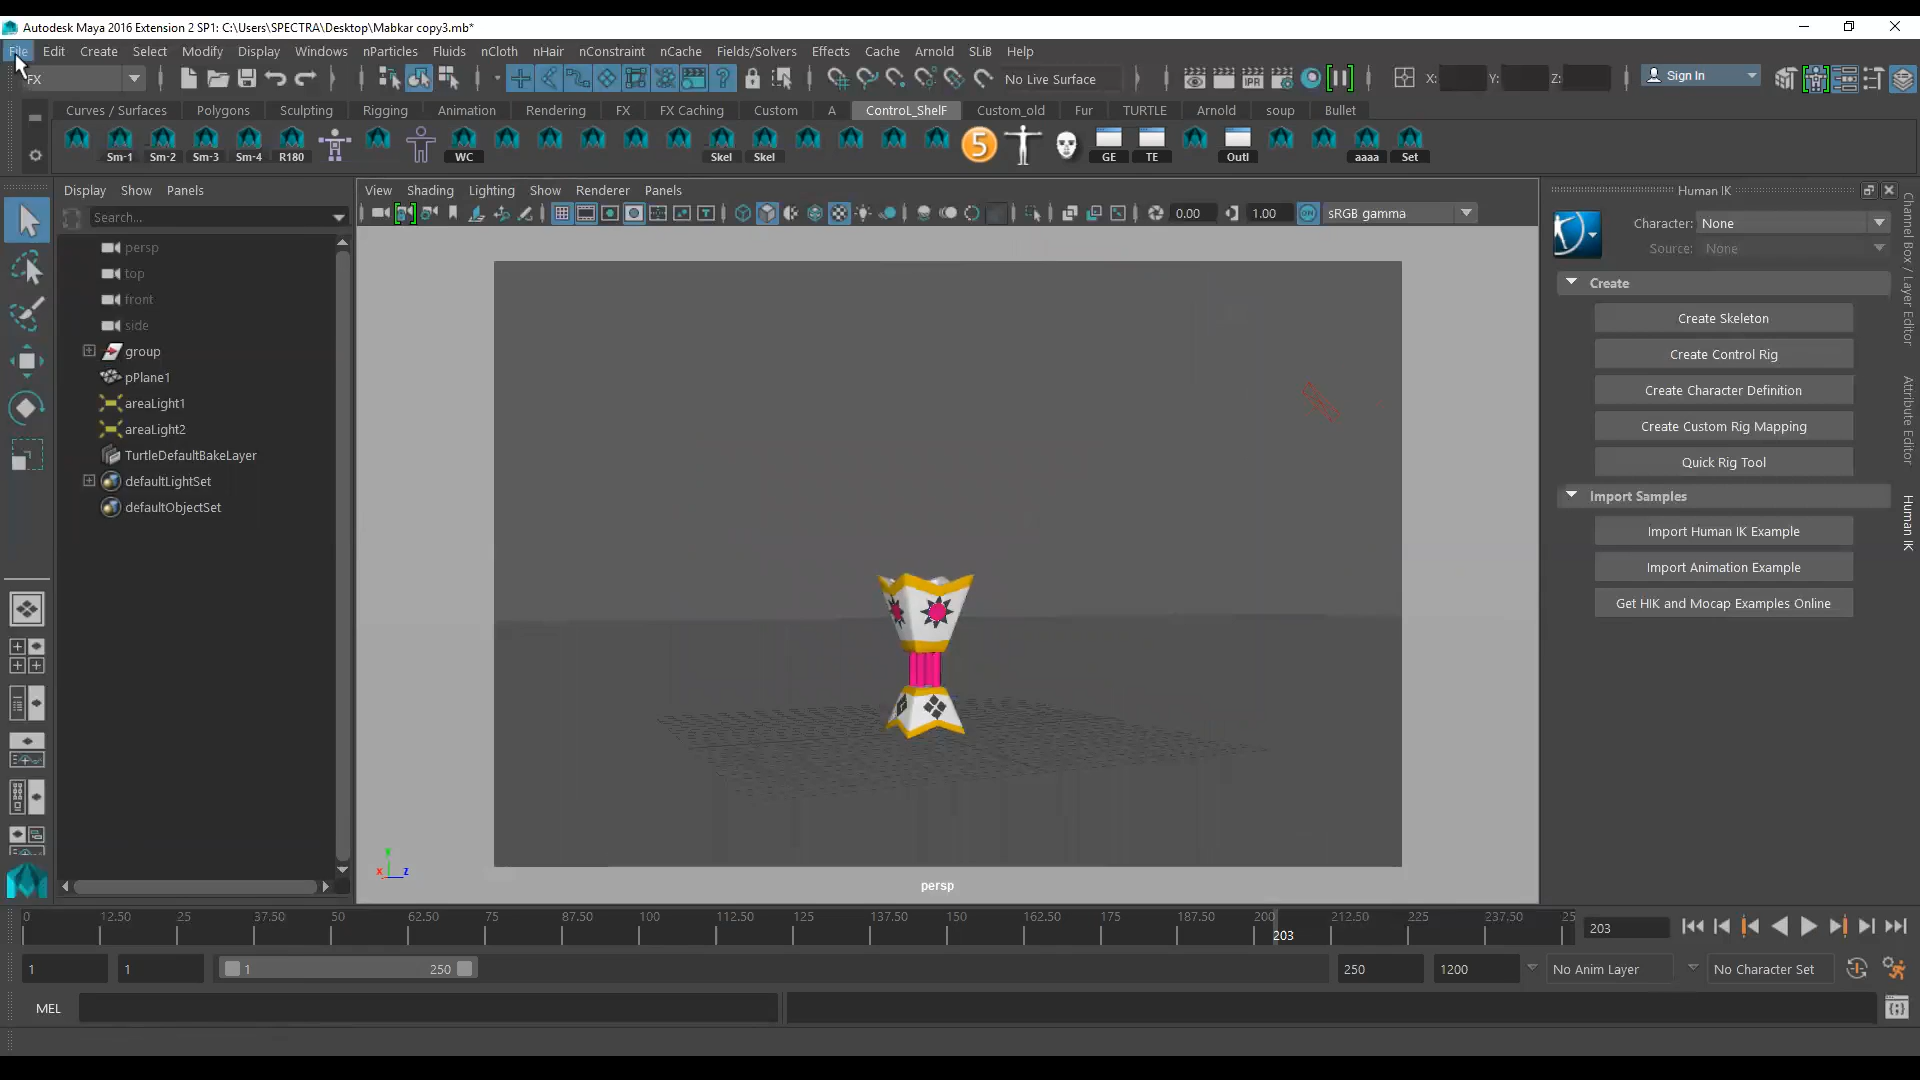 Autodesk Maya 2016 Extension 2 SP1: C:\Users\SPECTRA\Desktop\Mabkar copy3.mb*
File Edit Create Select Modify Display Windows nParticles Fluids nCloth nHair nConstraint nCache Fields/Solvers Effects Cache Arnold SLiB Help
FX No Live Surface X: Y: Z: Sign In
Curves / Surfaces Polygons Sculpting Rigging Animation Rendering FX FX Caching Custom A ControL_ShelF Custom_old Fur TURTLE Arnold soup Bullet
Sm-1 Sm-2 Sm-3 Sm-4 R180 WC Skel Skel 5 GE TE Outl aaaa Set
Display Show Panels
Search...
persp
top
front
side
group
pPlane1
areaLight1
areaLight2
TurtleDefaultBakeLayer
defaultLightSet
defaultObjectSet
View Shading Lighting Show Renderer Panels
IPR
0.00 1.00 ON sRGB gamma
persp
y
x z
Human IK
Character: None
Source: None
Create
Create Skeleton
Create Control Rig
Create Character Definition
Create Custom Rig Mapping
Quick Rig Tool
Import Samples
Import Human IK Example
Import Animation Example
Get HIK and Mocap Examples Online
Channel Box / Layer Editor
Attribute Editor
Human IK
0 12.50 25 37.50 50 62.50 75 87.50 100 112.50 125 137.50 150 162.50 175 187.50 200 212.50 225 237.50 25
203 203
1 1 1 250 250 1200 No Anim Layer No Character Set
MEL